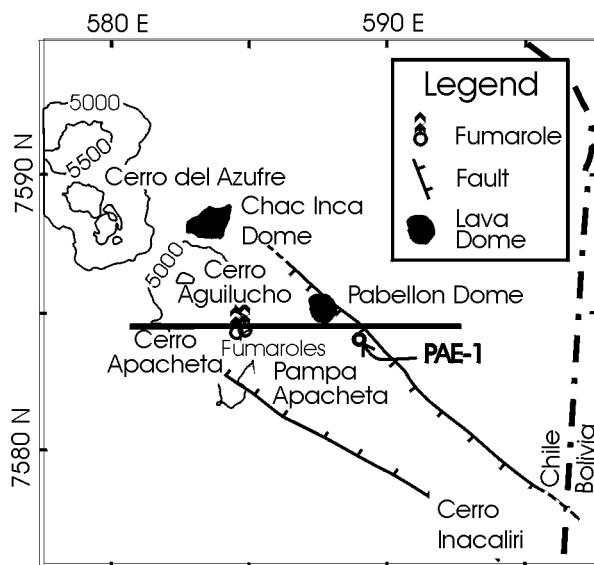 580 E
590 E
7590 N
7580 N
5000
5500
Cerro del Azufre
Chac Inca
Dome
5000
Cerro
Aguilucho
Pabellon Dome
Cerro
Apacheta
Fumaroles
Pampa
Apacheta
PAE-1
Cerro
Inacaliri
Chile
Bolivia
Legend
Fumarole
Fault
Lava
Dome